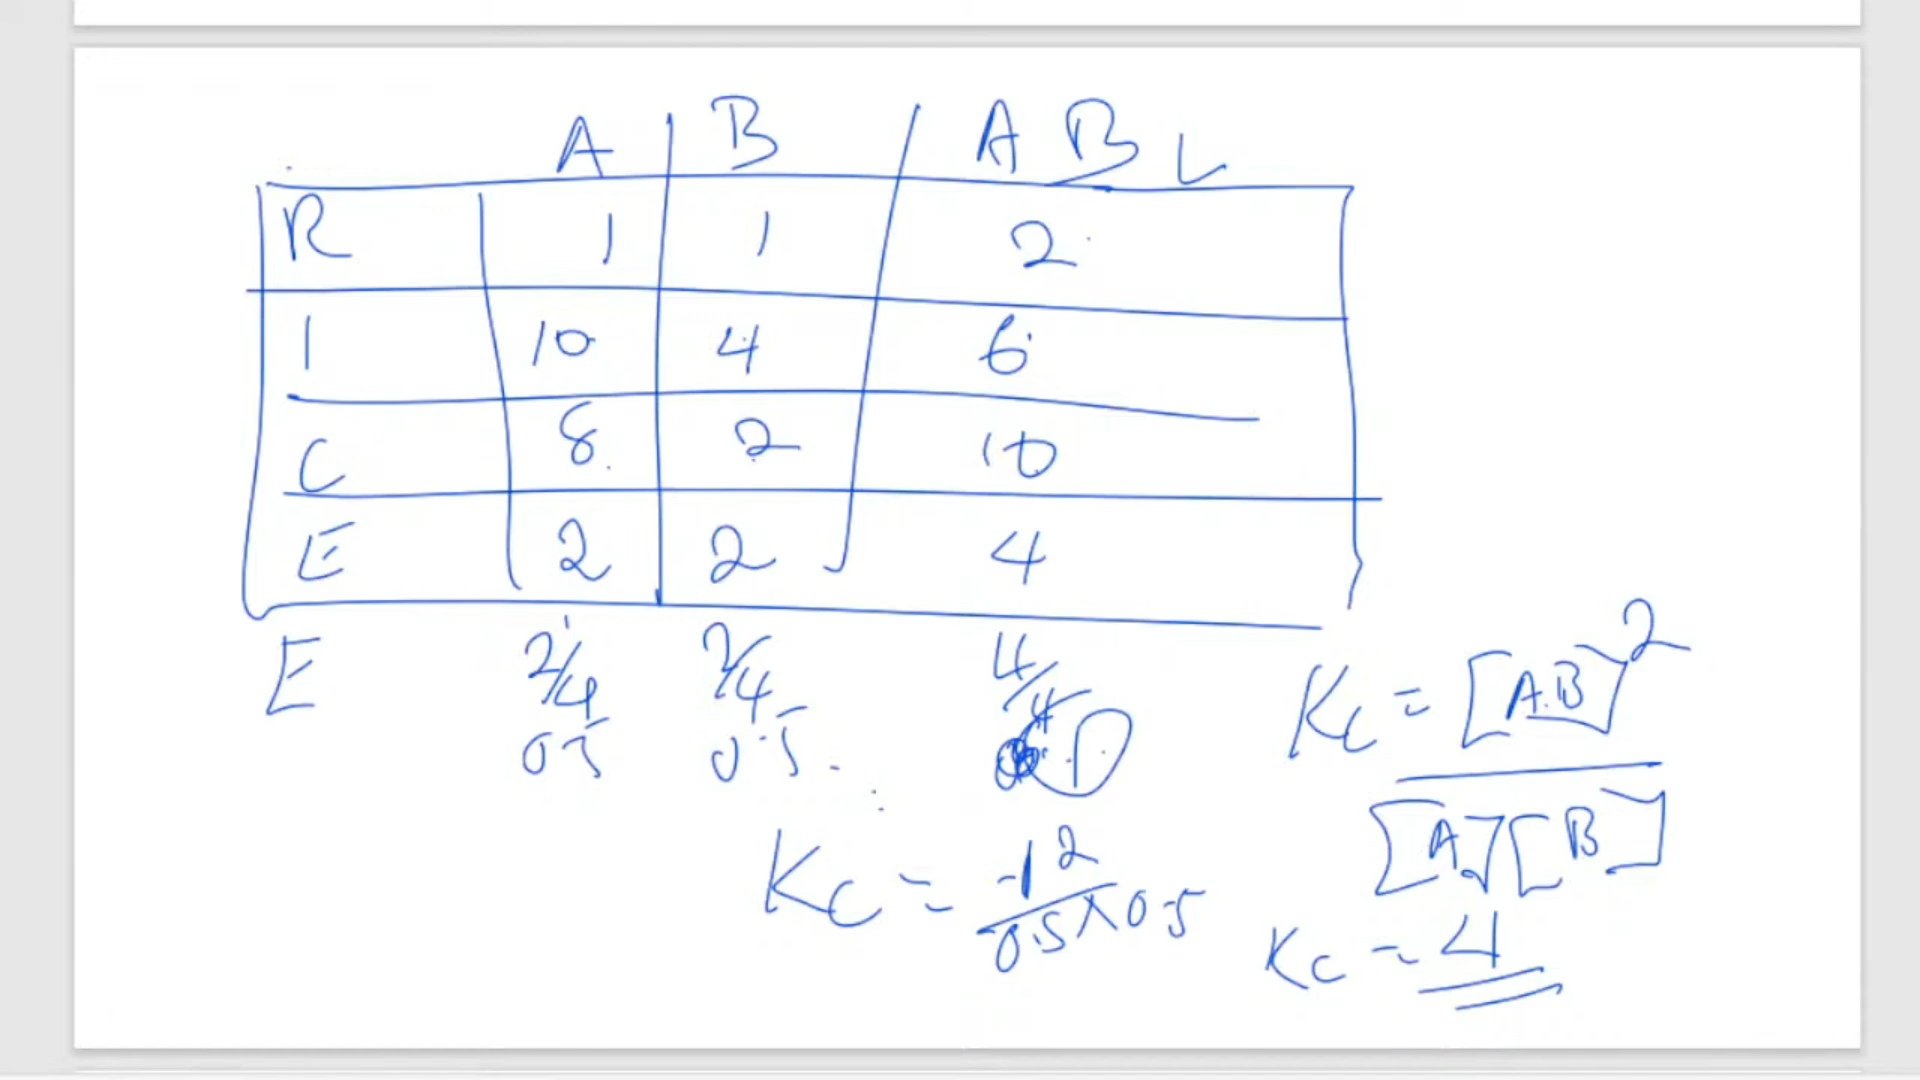 A B AB L
R 1 1 2
1 10 4 6
C 8 2 10
E 2 2 4
E 2/4 2/4 4/4
0.5 0.5 1
Kc = [AB]²
[A][B]
Kc = 1²
0.5 x 0.5
Kc = 4